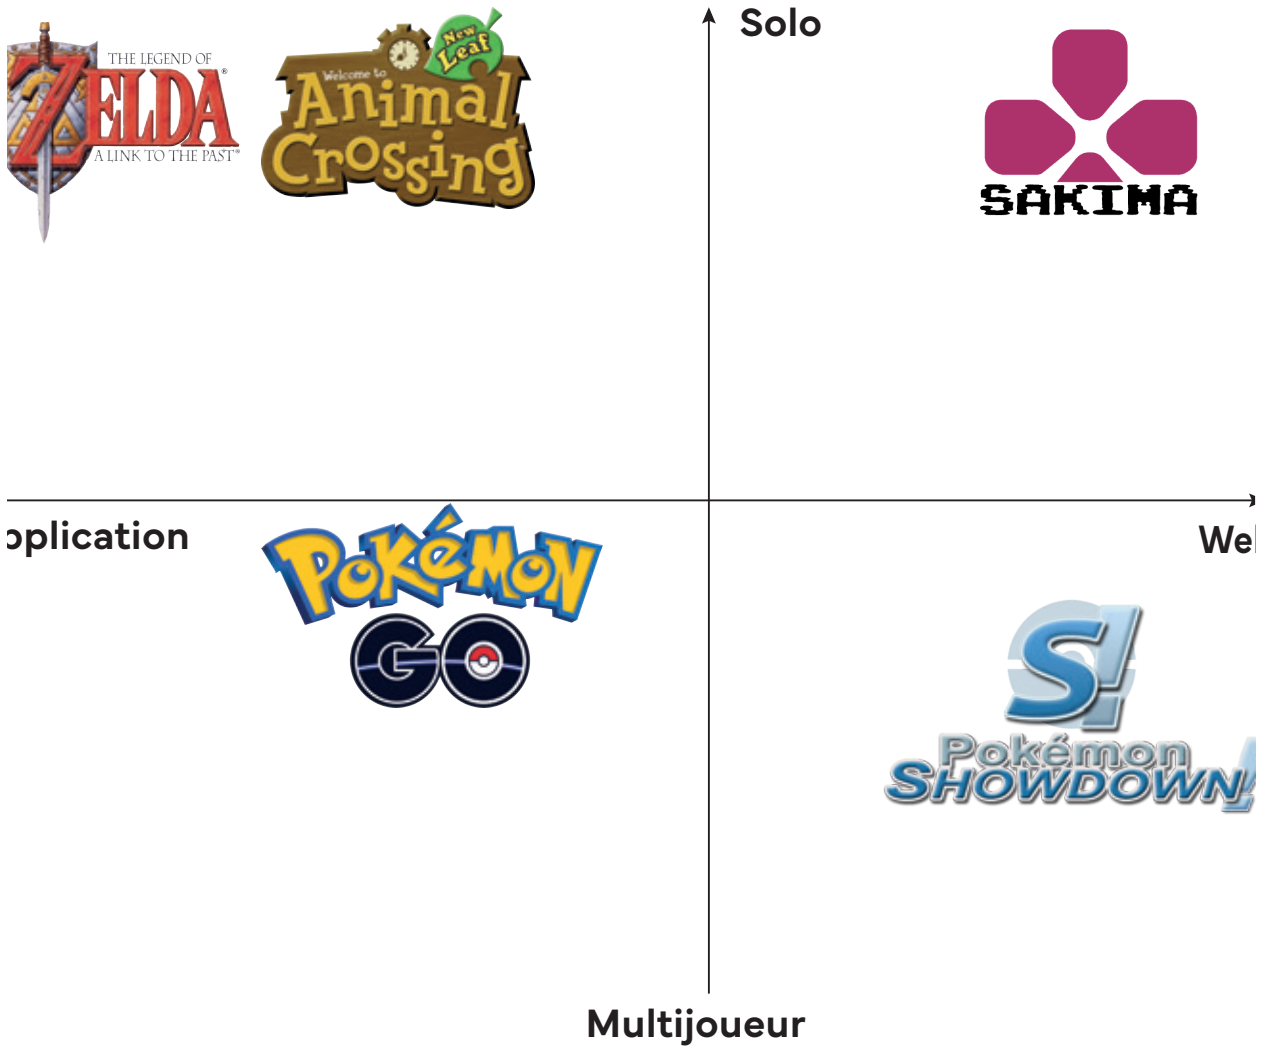 Solo
THE LEGEND OF
ZELDA®
A LINK TO THE PAST®
New
Leaf
Welcome to
Animal
Crossing
SAKIMA
pplication
We
POKÉMON
GO
S!
Pokémon
SHOWDOWN!
Multijoueur